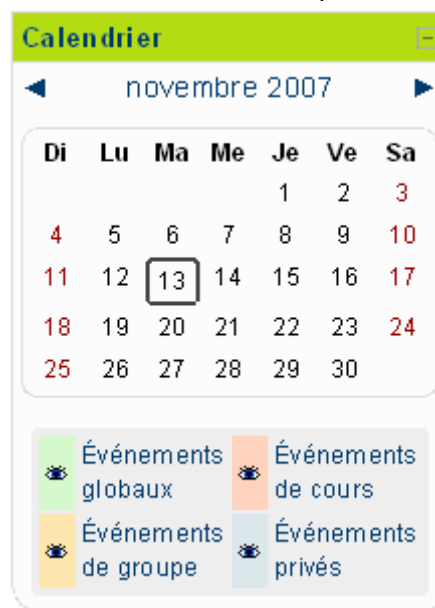 Calendrier
novembre 2007
Di Lu Ma Me Je Ve Sa
1 2 3
4 5 6 7 8 9 10
11 12 13 14 15 16 17
18 19 20 21 22 23 24
25 26 27 28 29 30
Événements globaux
Événements de cours
Événements de groupe
Événements privés